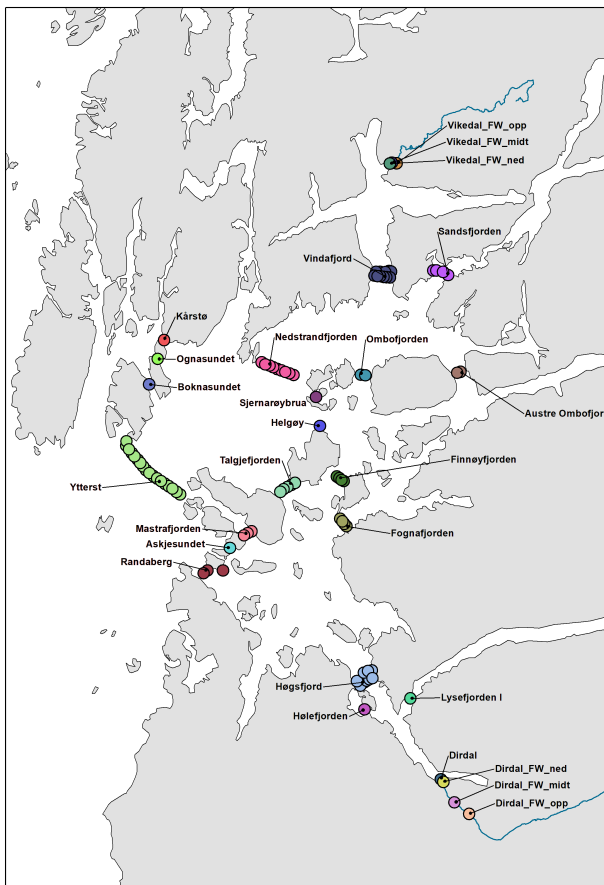 Vikedal_FW_opp
Vikedal_FW_midt
Vikedal_FW_ned
Sandsfjorden
Vindafjord
Kårstø
Nedstrandfjorden
Ombofjorden
Ognasundet
Boknasundet
Sjernarøybrua
Austre Ombofjor
Helgøy
Talgjefjorden
Finnøyfjorden
Ytterst
Mastrafjorden
Fognafjorden
Askjesundet
Randaberg
Høgsfjord
Lysefjorden I
Hølefjorden
Dirdal
Dirdal_FW_ned
Dirdal_FW_midt
Dirdal_FW_opp